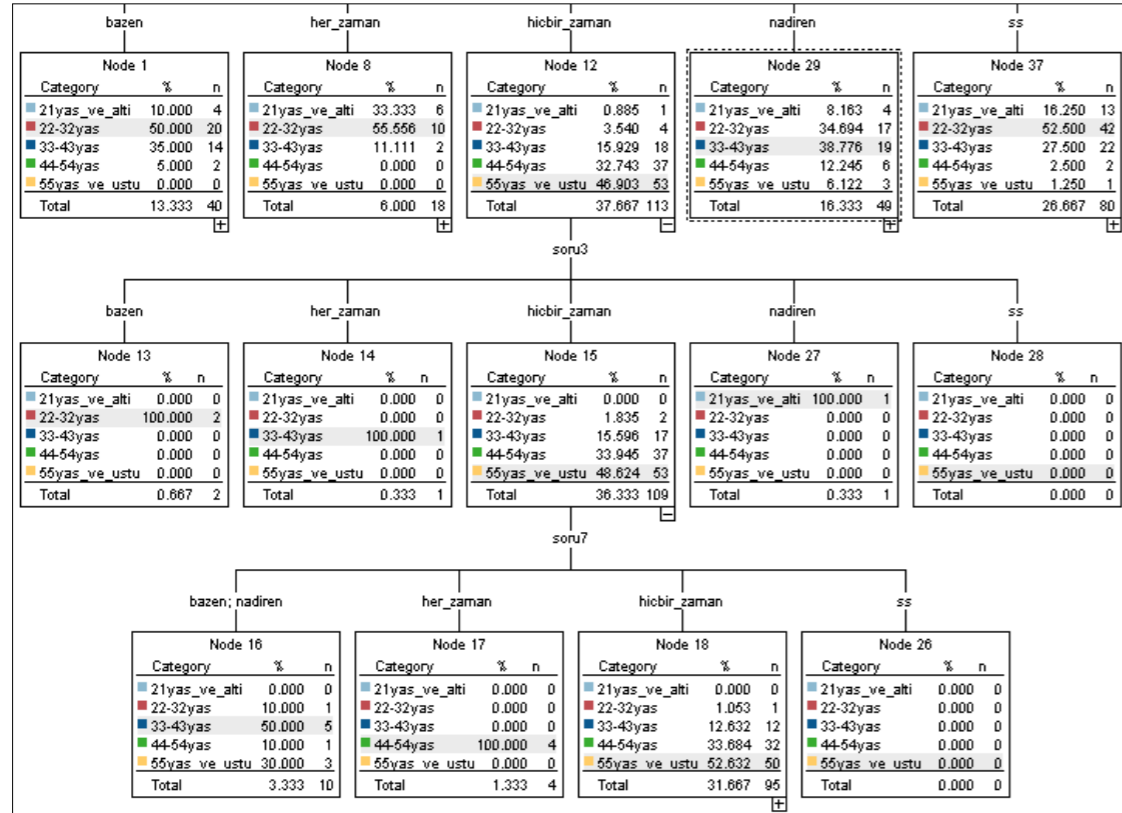 bazen her_zaman hicbir_zaman nadiren ss
Node 1
Category % n
21yas_ve_alti 10.000 4
22-32yas 50.000 20
33-43yas 35.000 14
44-54yas 5.000 2
55yas_ve_ustu 0.000 0
Total 13.333 40
Node 8
Category % n
21yas_ve_alti 33.333 6
22-32yas 55.556 10
33-43yas 11.111 2
44-54yas 0.000 0
55yas_ve_ustu 0.000 0
Total 6.000 18
Node 12
Category % n
21yas_ve_alti 0.885 1
22-32yas 3.540 4
33-43yas 15.929 18
44-54yas 32.743 37
55yas_ve_ustu 46.903 53
Total 37.667 113
Node 29
Category % n
21yas_ve_alti 8.163 4
22-32yas 34.694 17
33-43yas 38.776 19
44-54yas 12.245 6
55yas_ve_ustu 6.122 3
Total 16.333 49
Node 37
Category % n
21yas_ve_alti 16.250 13
22-32yas 52.500 42
33-43yas 27.500 22
44-54yas 2.500 2
55yas_ve_ustu 1.250 1
Total 26.667 80
soru3
bazen her_zaman hicbir_zaman nadiren ss
Node 13
Category % n
21yas_ve_alti 0.000 0
22-32yas 100.000 2
33-43yas 0.000 0
44-54yas 0.000 0
55yas_ve_ustu 0.000 0
Total 0.667 2
Node 14
Category % n
21yas_ve_alti 0.000 0
22-32yas 0.000 0
33-43yas 100.000 1
44-54yas 0.000 0
55yas_ve_ustu 0.000 0
Total 0.333 1
Node 15
Category % n
21yas_ve_alti 0.000 0
22-32yas 1.835 2
33-43yas 15.596 17
44-54yas 33.945 37
55yas_ve_ustu 48.624 53
Total 36.333 109
Node 27
Category % n
21yas_ve_alti 100.000 1
22-32yas 0.000 0
33-43yas 0.000 0
44-54yas 0.000 0
55yas_ve_ustu 0.000 0
Total 0.333 1
Node 28
Category % n
21yas_ve_alti 0.000 0
22-32yas 0.000 0
33-43yas 0.000 0
44-54yas 0.000 0
55yas_ve_ustu 0.000 0
Total 0.000 0
soru7
bazen; nadiren her_zaman hicbir_zaman ss
Node 16
Category % n
21yas_ve_alti 0.000 0
22-32yas 10.000 1
33-43yas 50.000 5
44-54yas 10.000 1
55yas_ve_ustu 30.000 3
Total 3.333 10
Node 17
Category % n
21yas_ve_alti 0.000 0
22-32yas 0.000 0
33-43yas 0.000 0
44-54yas 100.000 4
55yas_ve_ustu 0.000 0
Total 1.333 4
Node 18
Category % n
21yas_ve_alti 0.000 0
22-32yas 1.053 1
33-43yas 12.632 12
44-54yas 33.684 32
55yas_ve_ustu 52.632 50
Total 31.667 95
Node 26
Category % n
21yas_ve_alti 0.000 0
22-32yas 0.000 0
33-43yas 0.000 0
44-54yas 0.000 0
55yas_ve_ustu 0.000 0
Total 0.000 0